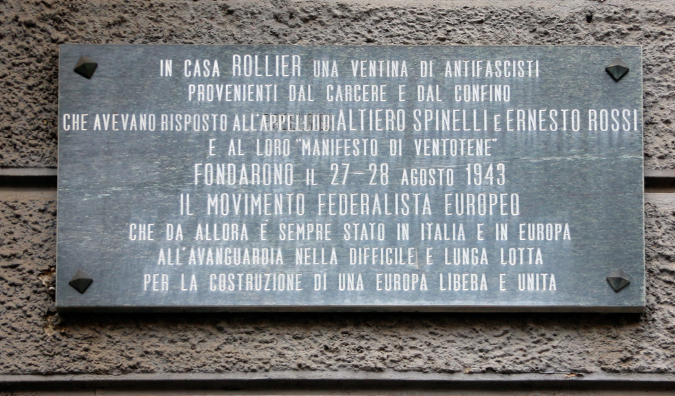 IN CASA ROLLIER UNA VENTINA DI ANTIFASCISTI
PROVENIENTI DAL CARCERE E DAL CONFINO
CHE AVEVANO RISPOSTO ALL'APPELLO DI ALTIERO SPINELLI E ERNESTO ROSSI
E AL LORO "MANIFESTO DI VENTOTENE"
FONDARONO IL 27-28 AGOSTO 1943
IL MOVIMENTO FEDERALISTA EUROPEO
CHE DA ALLORA È SEMPRE STATO IN ITALIA E IN EUROPA
ALL'AVANGUARDIA NELLA DIFFICILE E LUNGA LOTTA
PER LA COSTRUZIONE DI UNA EUROPA LIBERA E UNITA